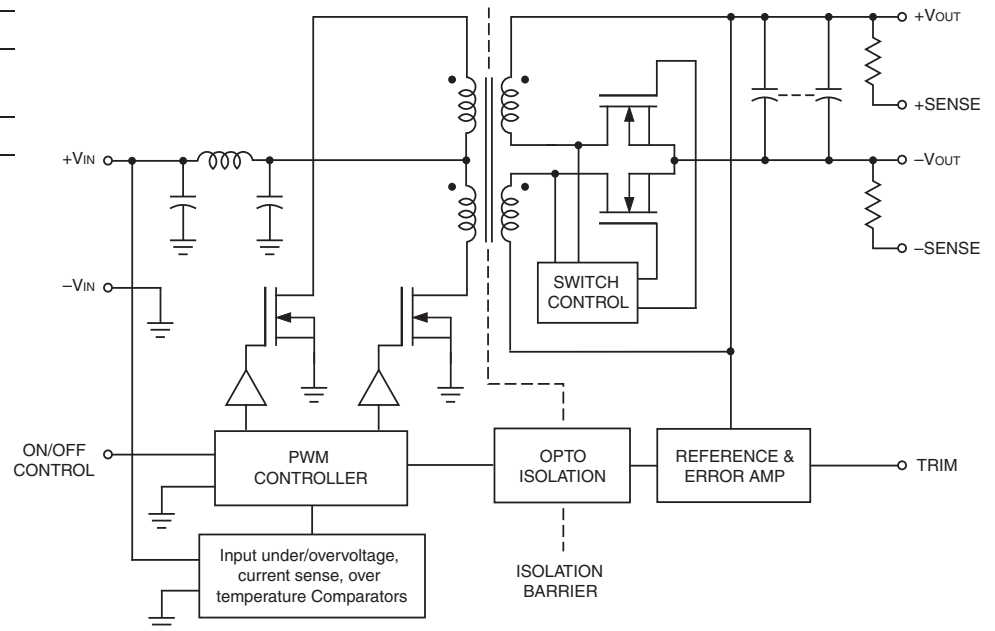 +VOUT
+SENSE
+VIN
–VOUT
–SENSE
SWITCH
CONTROL
–VIN
ON/OFF
CONTROL
PWM
CONTROLLER
OPTO
ISOLATION
REFERENCE &
ERROR AMP
TRIM
Input under/overvoltage,
current sense, over
temperature Comparators
ISOLATION
BARRIER